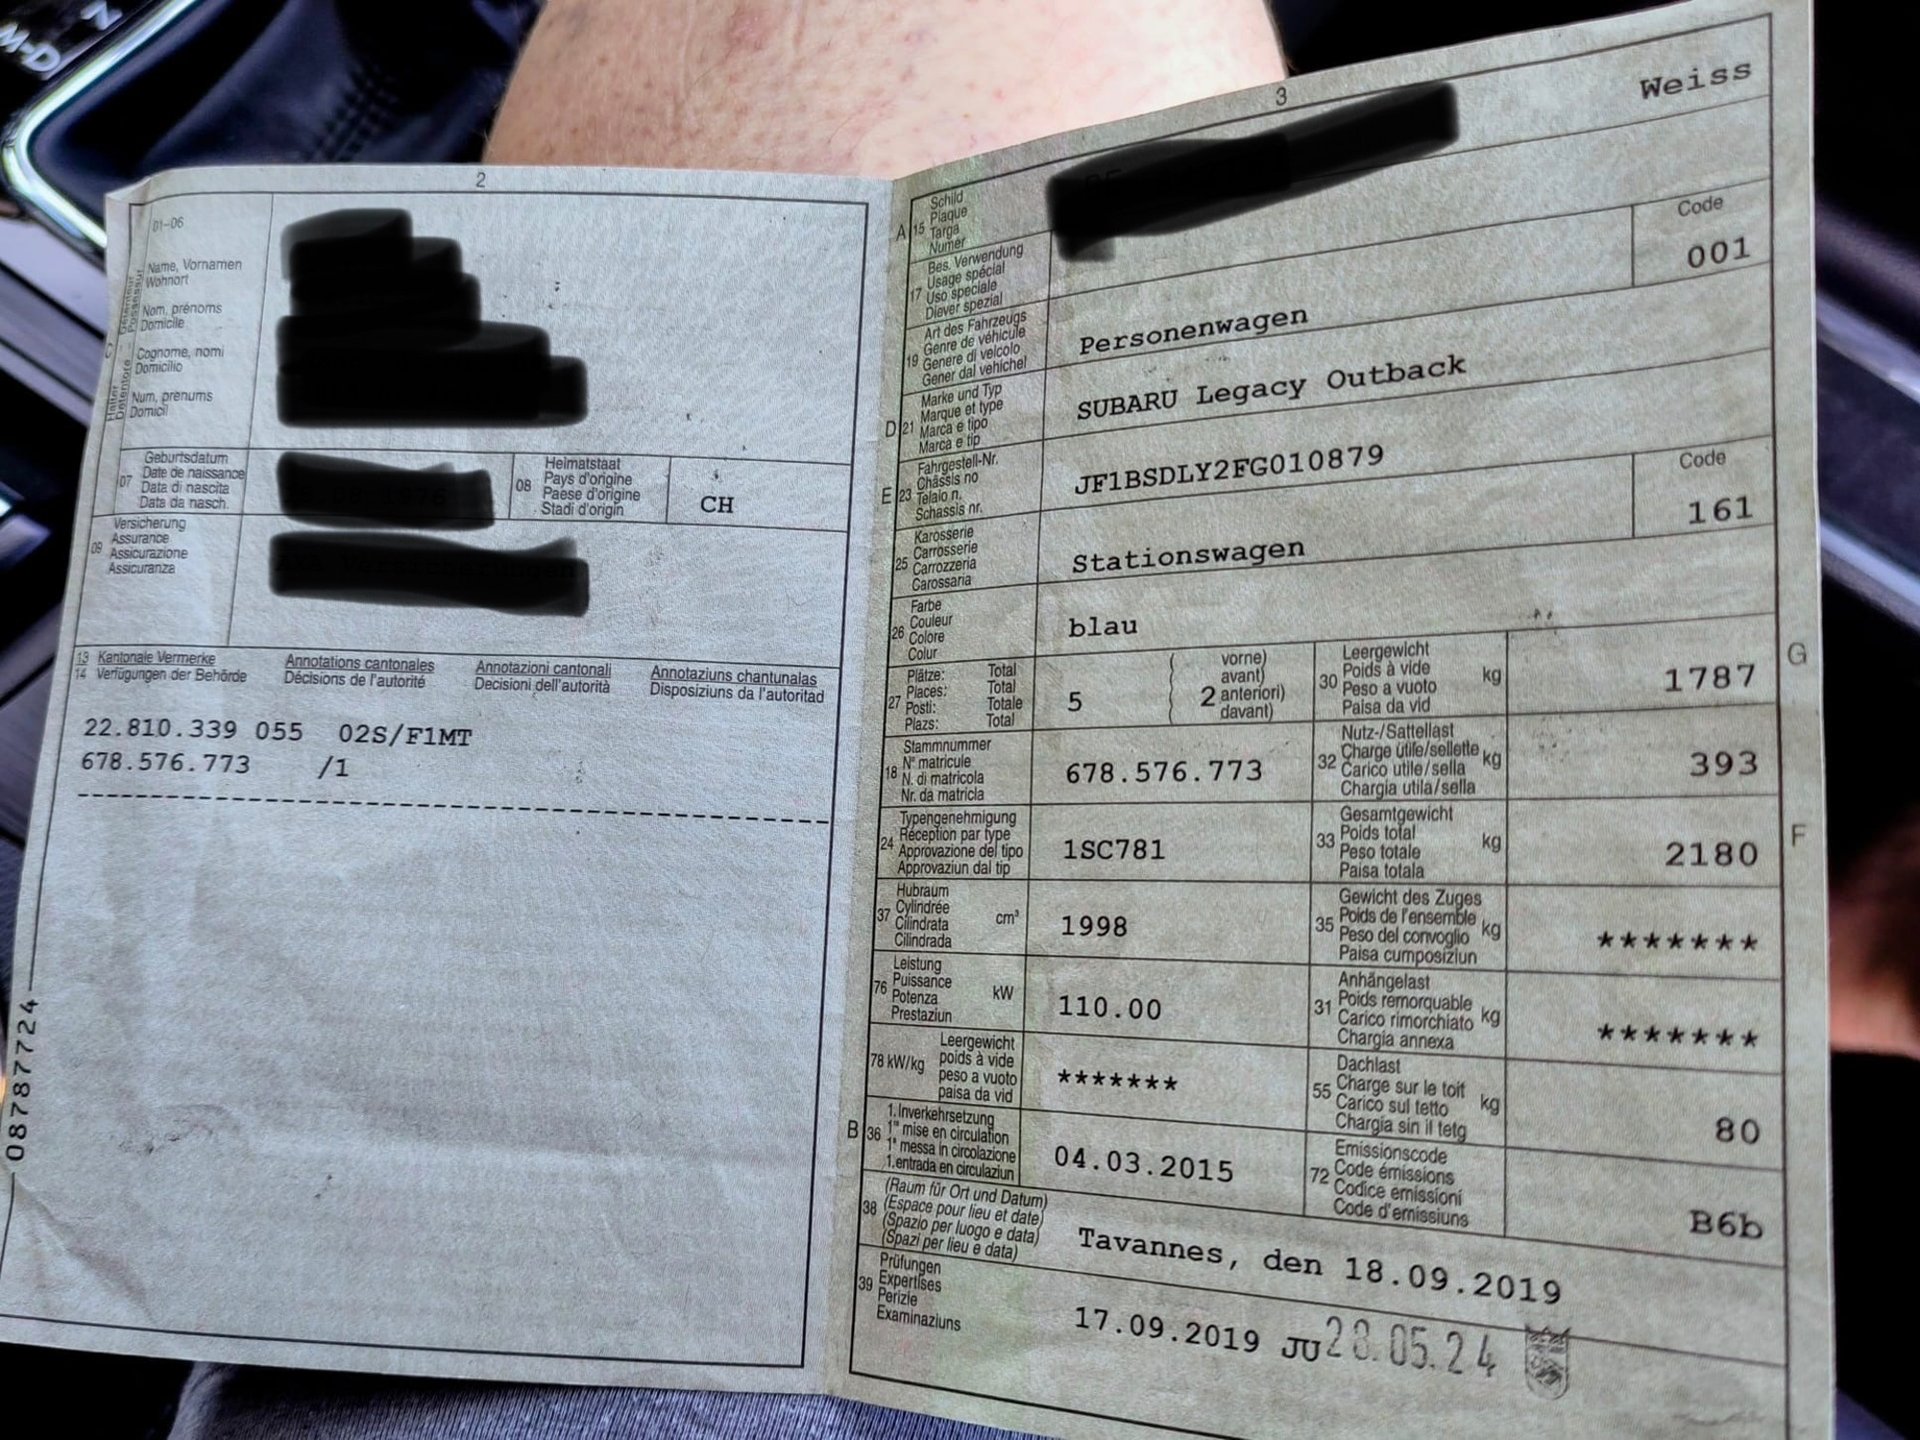 2
01-06
Name, Vornamen
Wohnort
Nom, prénoms
Domicile
Cognome, nomi
Domicilio
Num, prenums
Domicil
07
Geburtsdatum
Date de naissance
Data di nascita
Data da nasch.
08
Heimatstaat
Pays d'origine
Paese d'origine
Stadi d'origin
CH
09
Versicherung
Assurance
Assicurazione
Assicuranza
13 Kantonale Vermerke Annotations cantonales Annotazioni cantonali Annotaziuns chantunalas
14 Verfügungen der Behörde Décisions de l'autorité Decisioni dell'autorità Disposiziuns da l'autoritad
22.810.339 055 02S/F1MT
678.576.773 /1
08787724
3
Weiss
A 15
Schild
Plaque
Targa
Numer
17
Bes. Verwendung
Usage spécial
Uso speciale
Diever spezial
Code
001
19
Art des Fahrzeugs
Genre de véhicule
Genere di veicolo
Gener dal vehichel
Personenwagen
D 21
Marke und Typ
Marque et type
Marca e tipo
Marca e tip
SUBARU Legacy Outback
E 23
Fahrgestell-Nr.
Châssis no
Telaio n.
Schassis nr.
JF1BSDLY2FG010879
Code
161
25
Karosserie
Carrosserie
Carrozzeria
Carossaria
Stationswagen
26
Farbe
Couleur
Colore
Colur
blau
27
Plätze: Total
Places: Total
Posti: Totale
Plazs: Total
5
( vorne)
( avant)
( 2 anteriori)
( davant)
G
30
Leergewicht
Poids à vide
Peso a vuoto
Paisa da vid
kg
1787
18
Stammnummer
N° matricule
N. di matricola
Nr. da matricla
678.576.773
32
Nutz-/Sattellast
Charge utile/sellette
Carico utile/sella
Chargia utila/sella
kg
393
24
Typengenehmigung
Réception par type
Approvazione del tipo
Approvaziun dal tip
1SC781
F
33
Gesamtgewicht
Poids total
Peso totale
Paisa totala
kg
2180
37
Hubraum
Cylindrée
Cilindrata
Cilindrada
cm³
1998
35
Gewicht des Zuges
Poids de l'ensemble
Peso del convoglio
Paisa cumposiziun
kg
*******
76
Leistung
Puissance
Potenza
Prestaziun
kW
110.00
31
Anhängelast
Poids remorquable
Carico rimorchiato
Chargia annexa
kg
*******
78 kW/kg
Leergewicht
poids à vide
peso a vuoto
paisa da vid
*******
55
Dachlast
Charge sur le toit
Carico sul tetto
Chargia sin il tetg
kg
80
B 36
1. Inverkehrsetzung
1re mise en circulation
1a messa in circolazione
1. entrada en circulaziun
04.03.2015
72
Emissionscode
Code émissions
Codice emissioni
Code d'emissiuns
B6b
38
(Raum für Ort und Datum)
(Espace pour lieu et date)
(Spazio per luogo e data)
(Spazi per lieu e data)
Tavannes, den 18.09.2019
39
Prüfungen
Expertises
Perizie
Examinaziuns
17.09.2019 JU 28.05.24